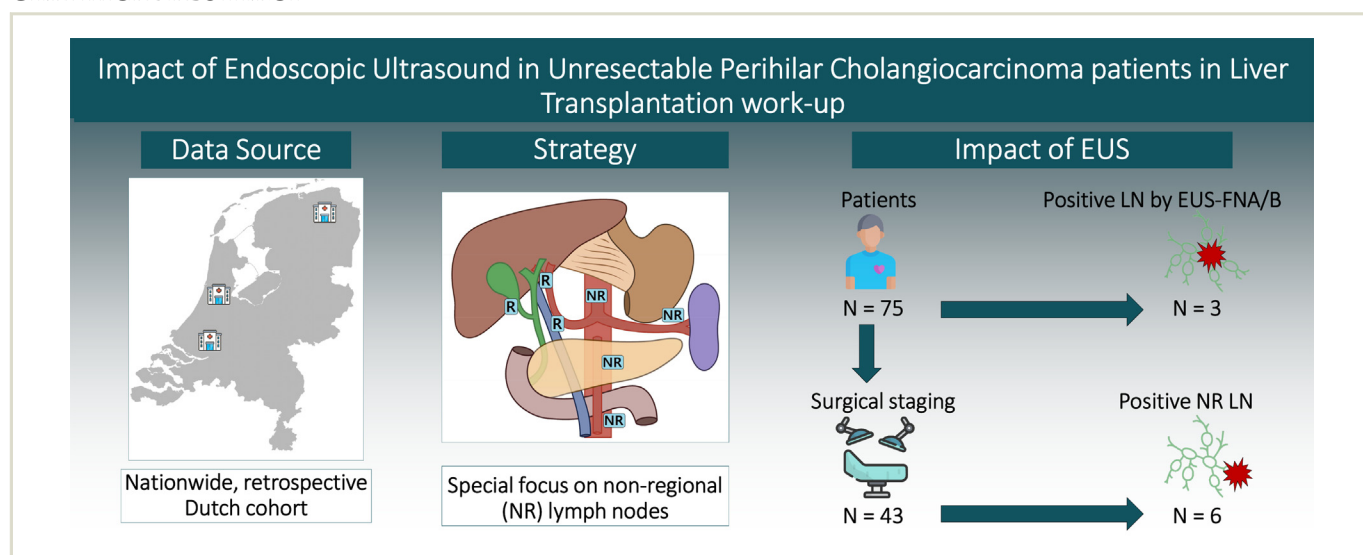 Impact of Endoscopic Ultrasound in Unresectable Perihilar Cholangiocarcinoma patients in Liver
Transplantation work-up
Data Source
Nationwide, retrospective
Dutch cohort
Strategy
R
R
R
NR
NR
NR
NR
Special focus on non-regional
(NR) lymph nodes
Impact of EUS
Patients
N = 75
Positive LN by EUS-FNA/B
N = 3
Surgical staging
N = 43
Positive NR LN
N = 6